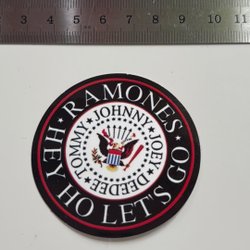 3 4 5 6 7 8 9 10 11
RAMONES
HEY HO LET'S GO
JOHNNY JOEY DEEDEE TOMMY